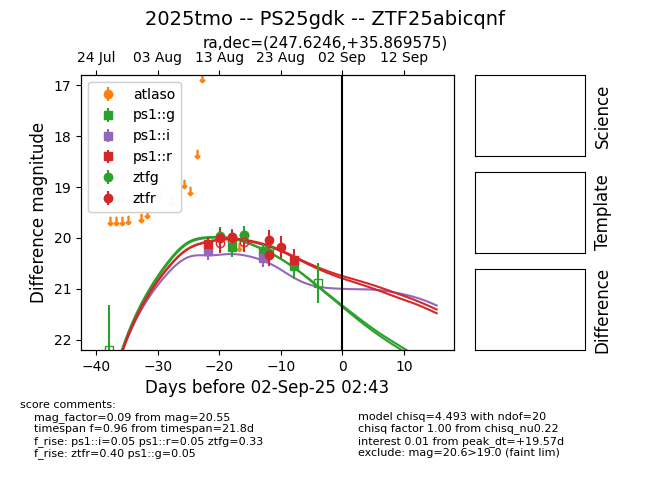 2025tmo -- PS25gdk -- ZTF25abicqnf
ra,dec=(247.6246,+35.869575)
24 Jul 03 Aug 13 Aug 23 Aug 02 Sep 12 Sep
17
18
19
20
21
22
Difference magnitude
atlaso
ps1::g
ps1::i
ps1::r
ztfg
ztfr
−40 −30 −20 −10 0 10
Days before 02-Sep-25 02:43
Science
Template
Difference
score comments:
mag_factor=0.09 from mag=20.55
timespan f=0.96 from timespan=21.8d
f_rise: ps1::i=0.05 ps1::r=0.05 ztfg=0.33
f_rise: ztfr=0.40 ps1::g=0.05
model chisq=4.493 with ndof=20
chisq factor 1.00 from chisq_nu0.22
interest 0.01 from peak_dt=+19.57d
exclude: mag=20.6>19.0 (faint lim)